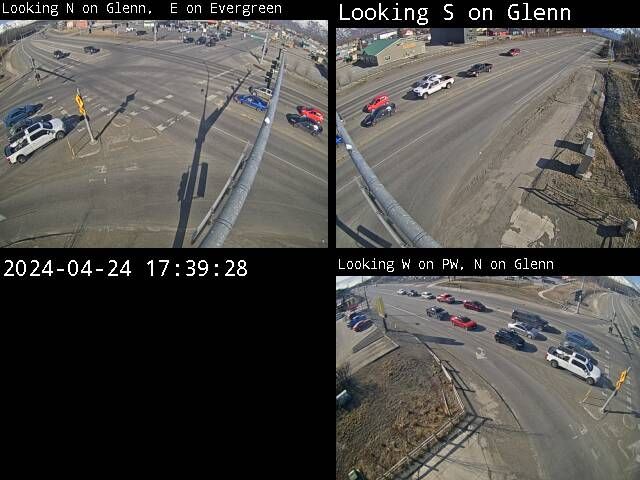 Looking N on Glenn,  E on Evergreen
Looking S on Glenn
2024-04-24 17:39:28
Looking W on PW, N on Glenn